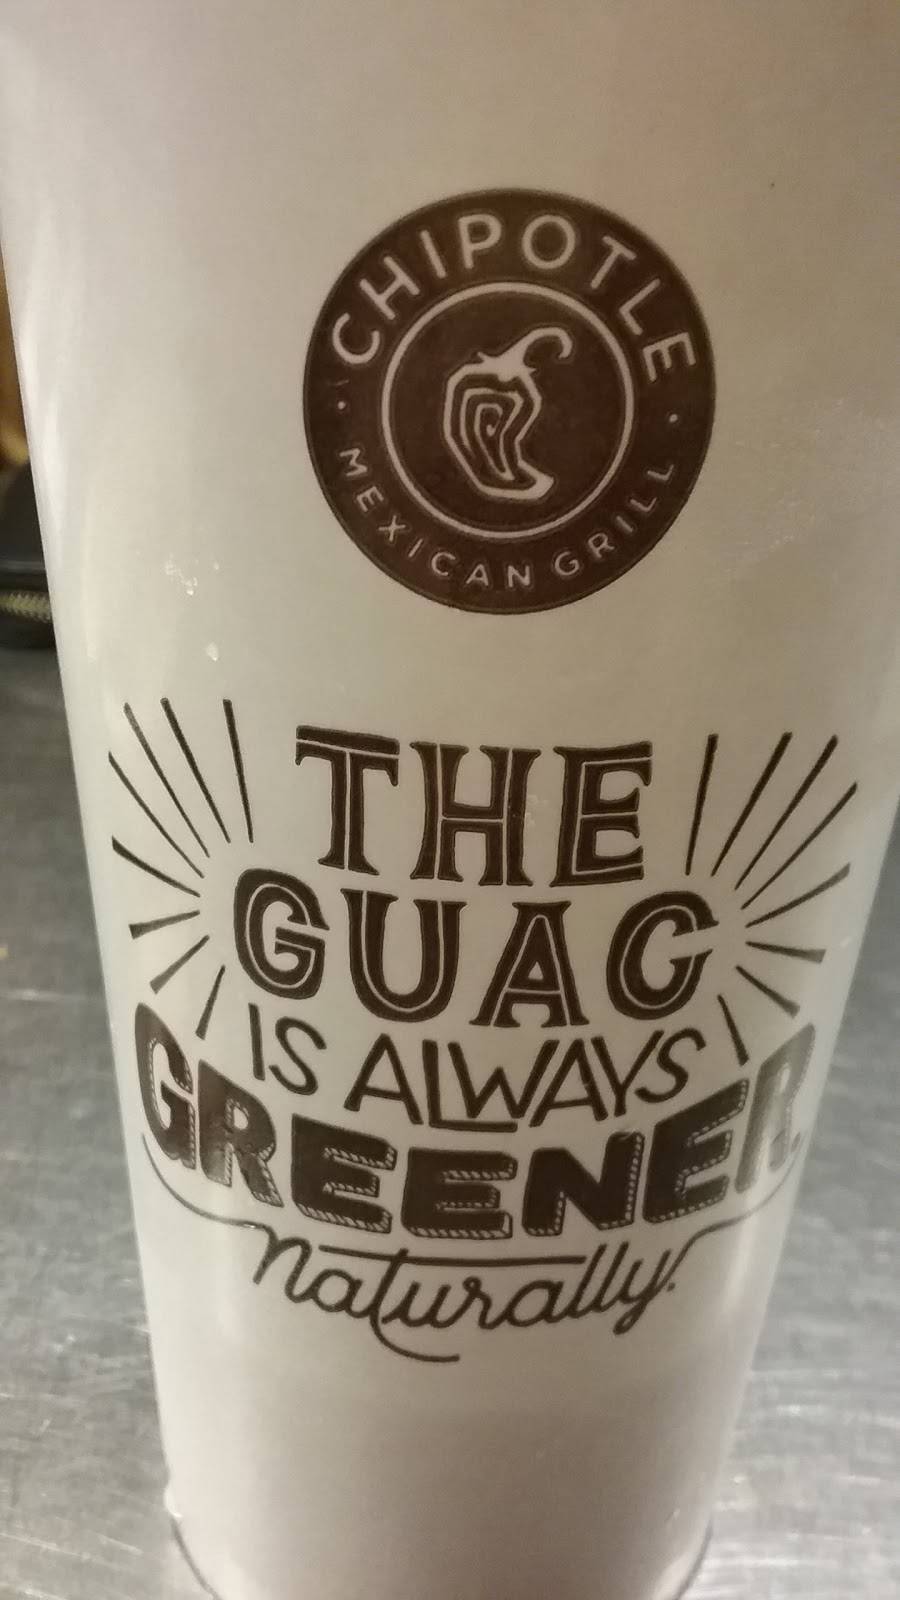 CHIPOTLE
MEXICAN GRILL
THE
GUAC
IS ALWAYS
GREENER.
naturally.